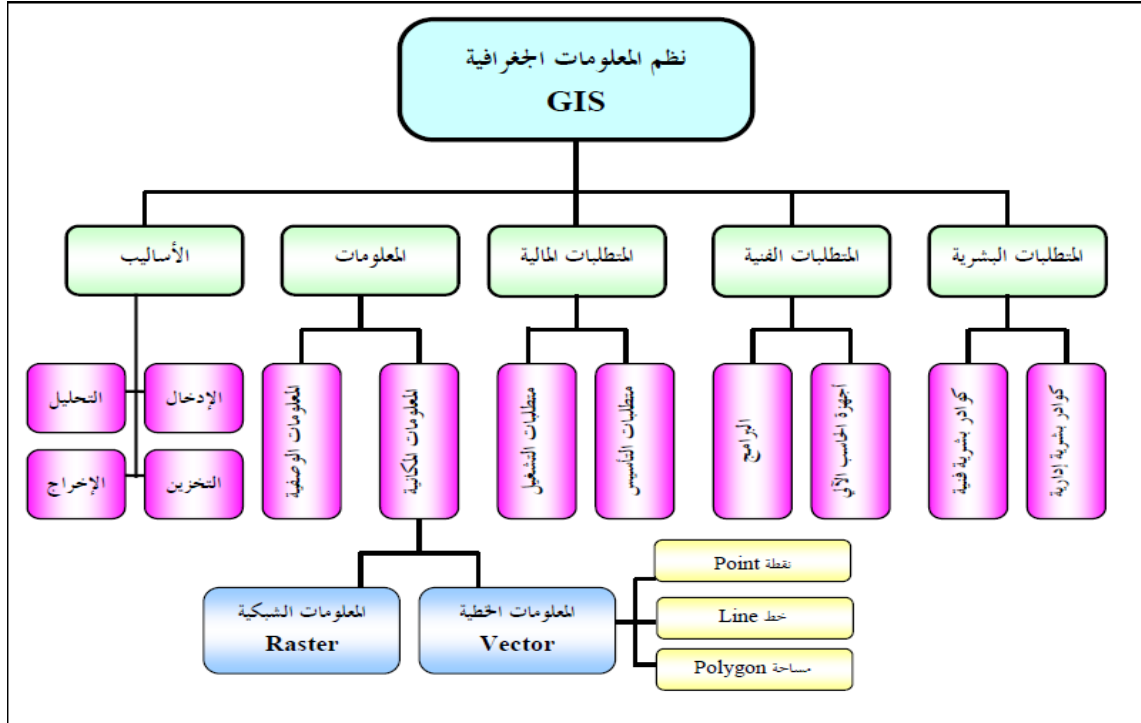 نظم المعلومات الجغرافية
GIS
المتطلبات البشرية
المتطلبات الفنية
المتطلبات المالية
المعلومات
الأساليب
كوادر بشرية إدارية
كوادر بشرية فنية
أجهزة الحاسب الآلي
البرامج
متطلبات التأسيس
متطلبات التشغيل
المعلومات المكانية
المعلومات الوصفية
الإدخال
التحليل
التخزين
الإخراج
المعلومات الخطية
Vector
المعلومات الشبكية
Raster
نقطة Point
خط Line
مساحة Polygon